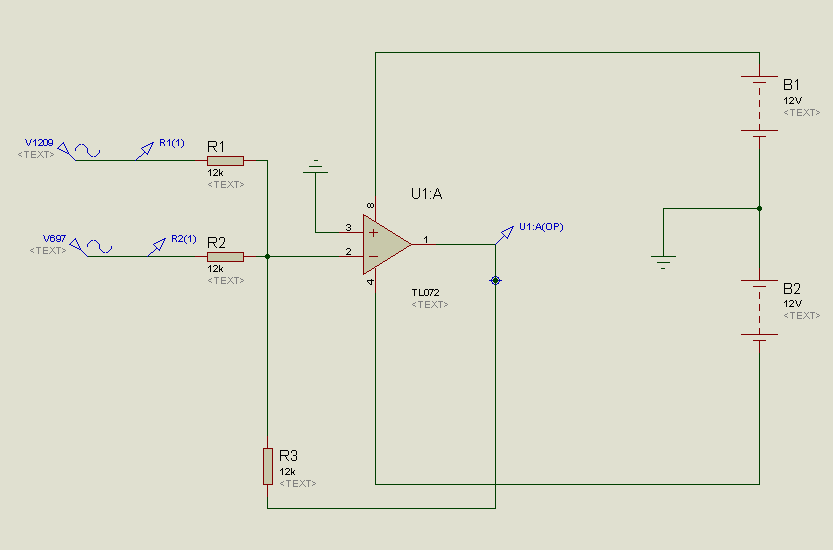 B1
12V
<TEXT>
V1209
<TEXT>
R1(1)
R1
12k
<TEXT>
U1:A
8
3
2
1
4
U1:A(OP)
TL072
<TEXT>
V697
<TEXT>
R2(1)
R2
12k
<TEXT>
B2
12V
<TEXT>
R3
12k
<TEXT>